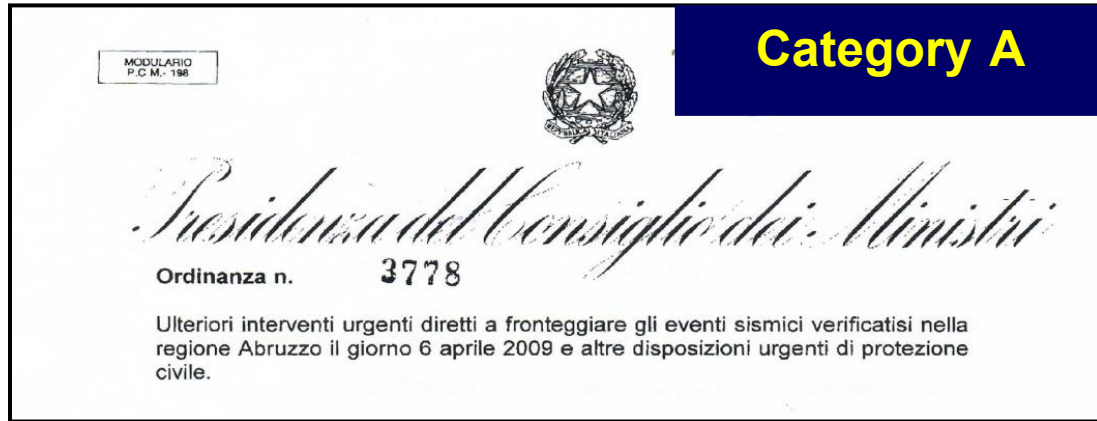 MODULARIO
P.C M.- 198
Category A
REPVBBLICA ITALIANA
Presidenza del Consiglio dei Ministri
Ordinanza n. 3778
Ulteriori interventi urgenti diretti a fronteggiare gli eventi sismici verificatisi nella
regione Abruzzo il giorno 6 aprile 2009 e altre disposizioni urgenti di protezione
civile.